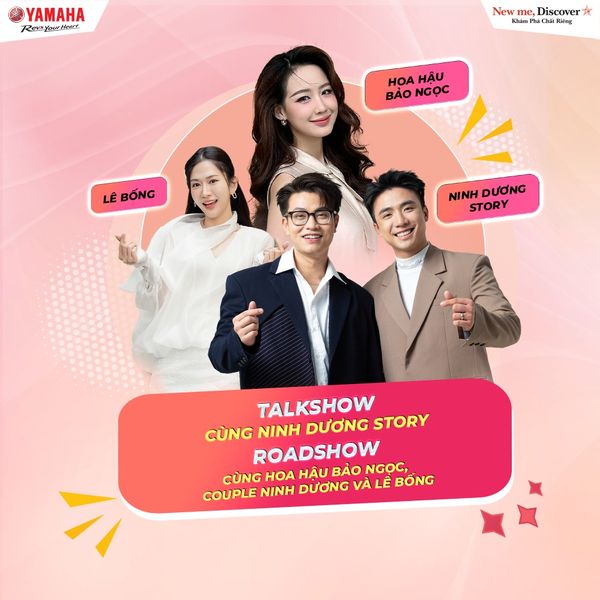 YAMAHA
Revs Your Heart
New me, Discover
Khám Phá Chất Riêng
HOA HẬU
BẢO NGỌC
LÊ BỐNG
NINH DƯƠNG
STORY
TALKSHOW
CÙNG NINH DƯƠNG STORY
ROADSHOW
CÙNG HOA HẬU BẢO NGỌC,
COUPLE NINH DƯƠNG VÀ LÊ BỐNG